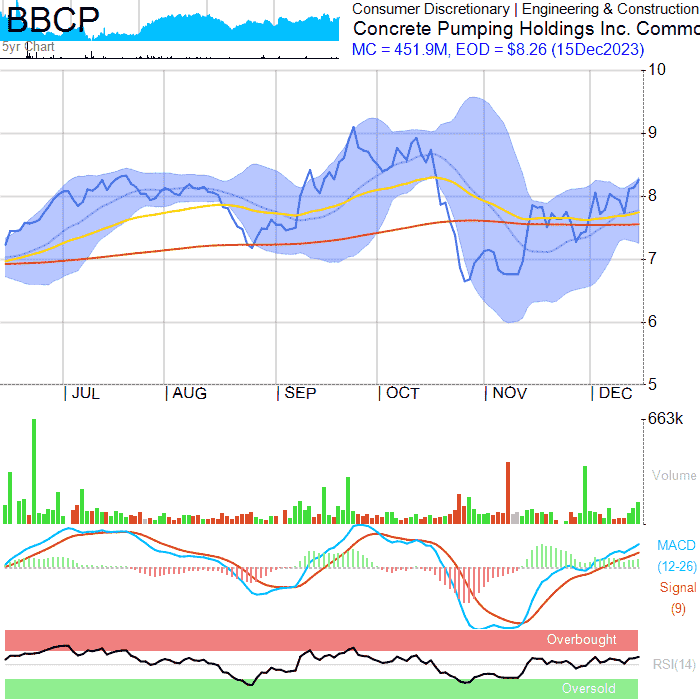 BBCP
5yr Chart
Consumer Discretionary | Engineering & Construction
Concrete Pumping Holdings Inc. Commo
MC = 451.9M, EOD = $8.26 (15Dec2023)
10
9
8
7
6
5
| JUL | AUG | SEP | OCT | NOV | DEC
663k
Volume
MACD
(12-26)
Signal
(9)
Overbought
RSI(14)
Oversold